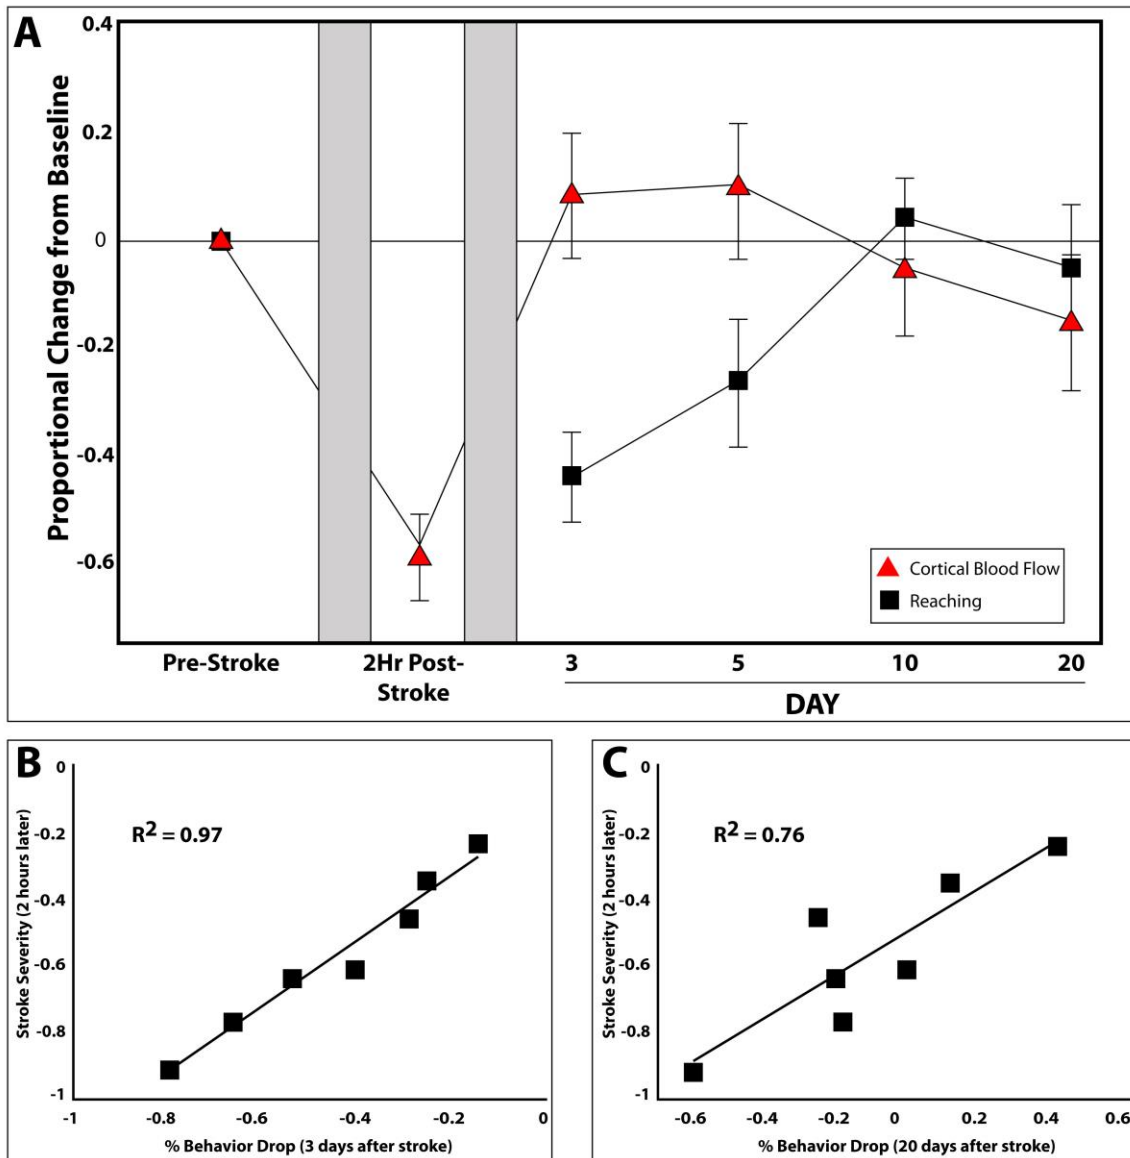 A
Proportional Change from Baseline
0.4
0.2
0
-0.2
-0.4
-0.6
Cortical Blood Flow
Reaching
Pre-Stroke
2Hr Post-
Stroke
3
5
10
20
DAY
B
Stroke Severity (2 hours later)
0
-0.2
-0.4
-0.6
-0.8
-1
R² = 0.97
-1
-0.8
-0.6
-0.4
-0.2
0
% Behavior Drop (3 days after stroke)
C
Stroke Severity (2 hours later)
0
-0.2
-0.4
-0.6
-0.8
-1
R² = 0.76
-0.6
-0.4
-0.2
0
0.2
0.4
0.6
% Behavior Drop (20 days after stroke)